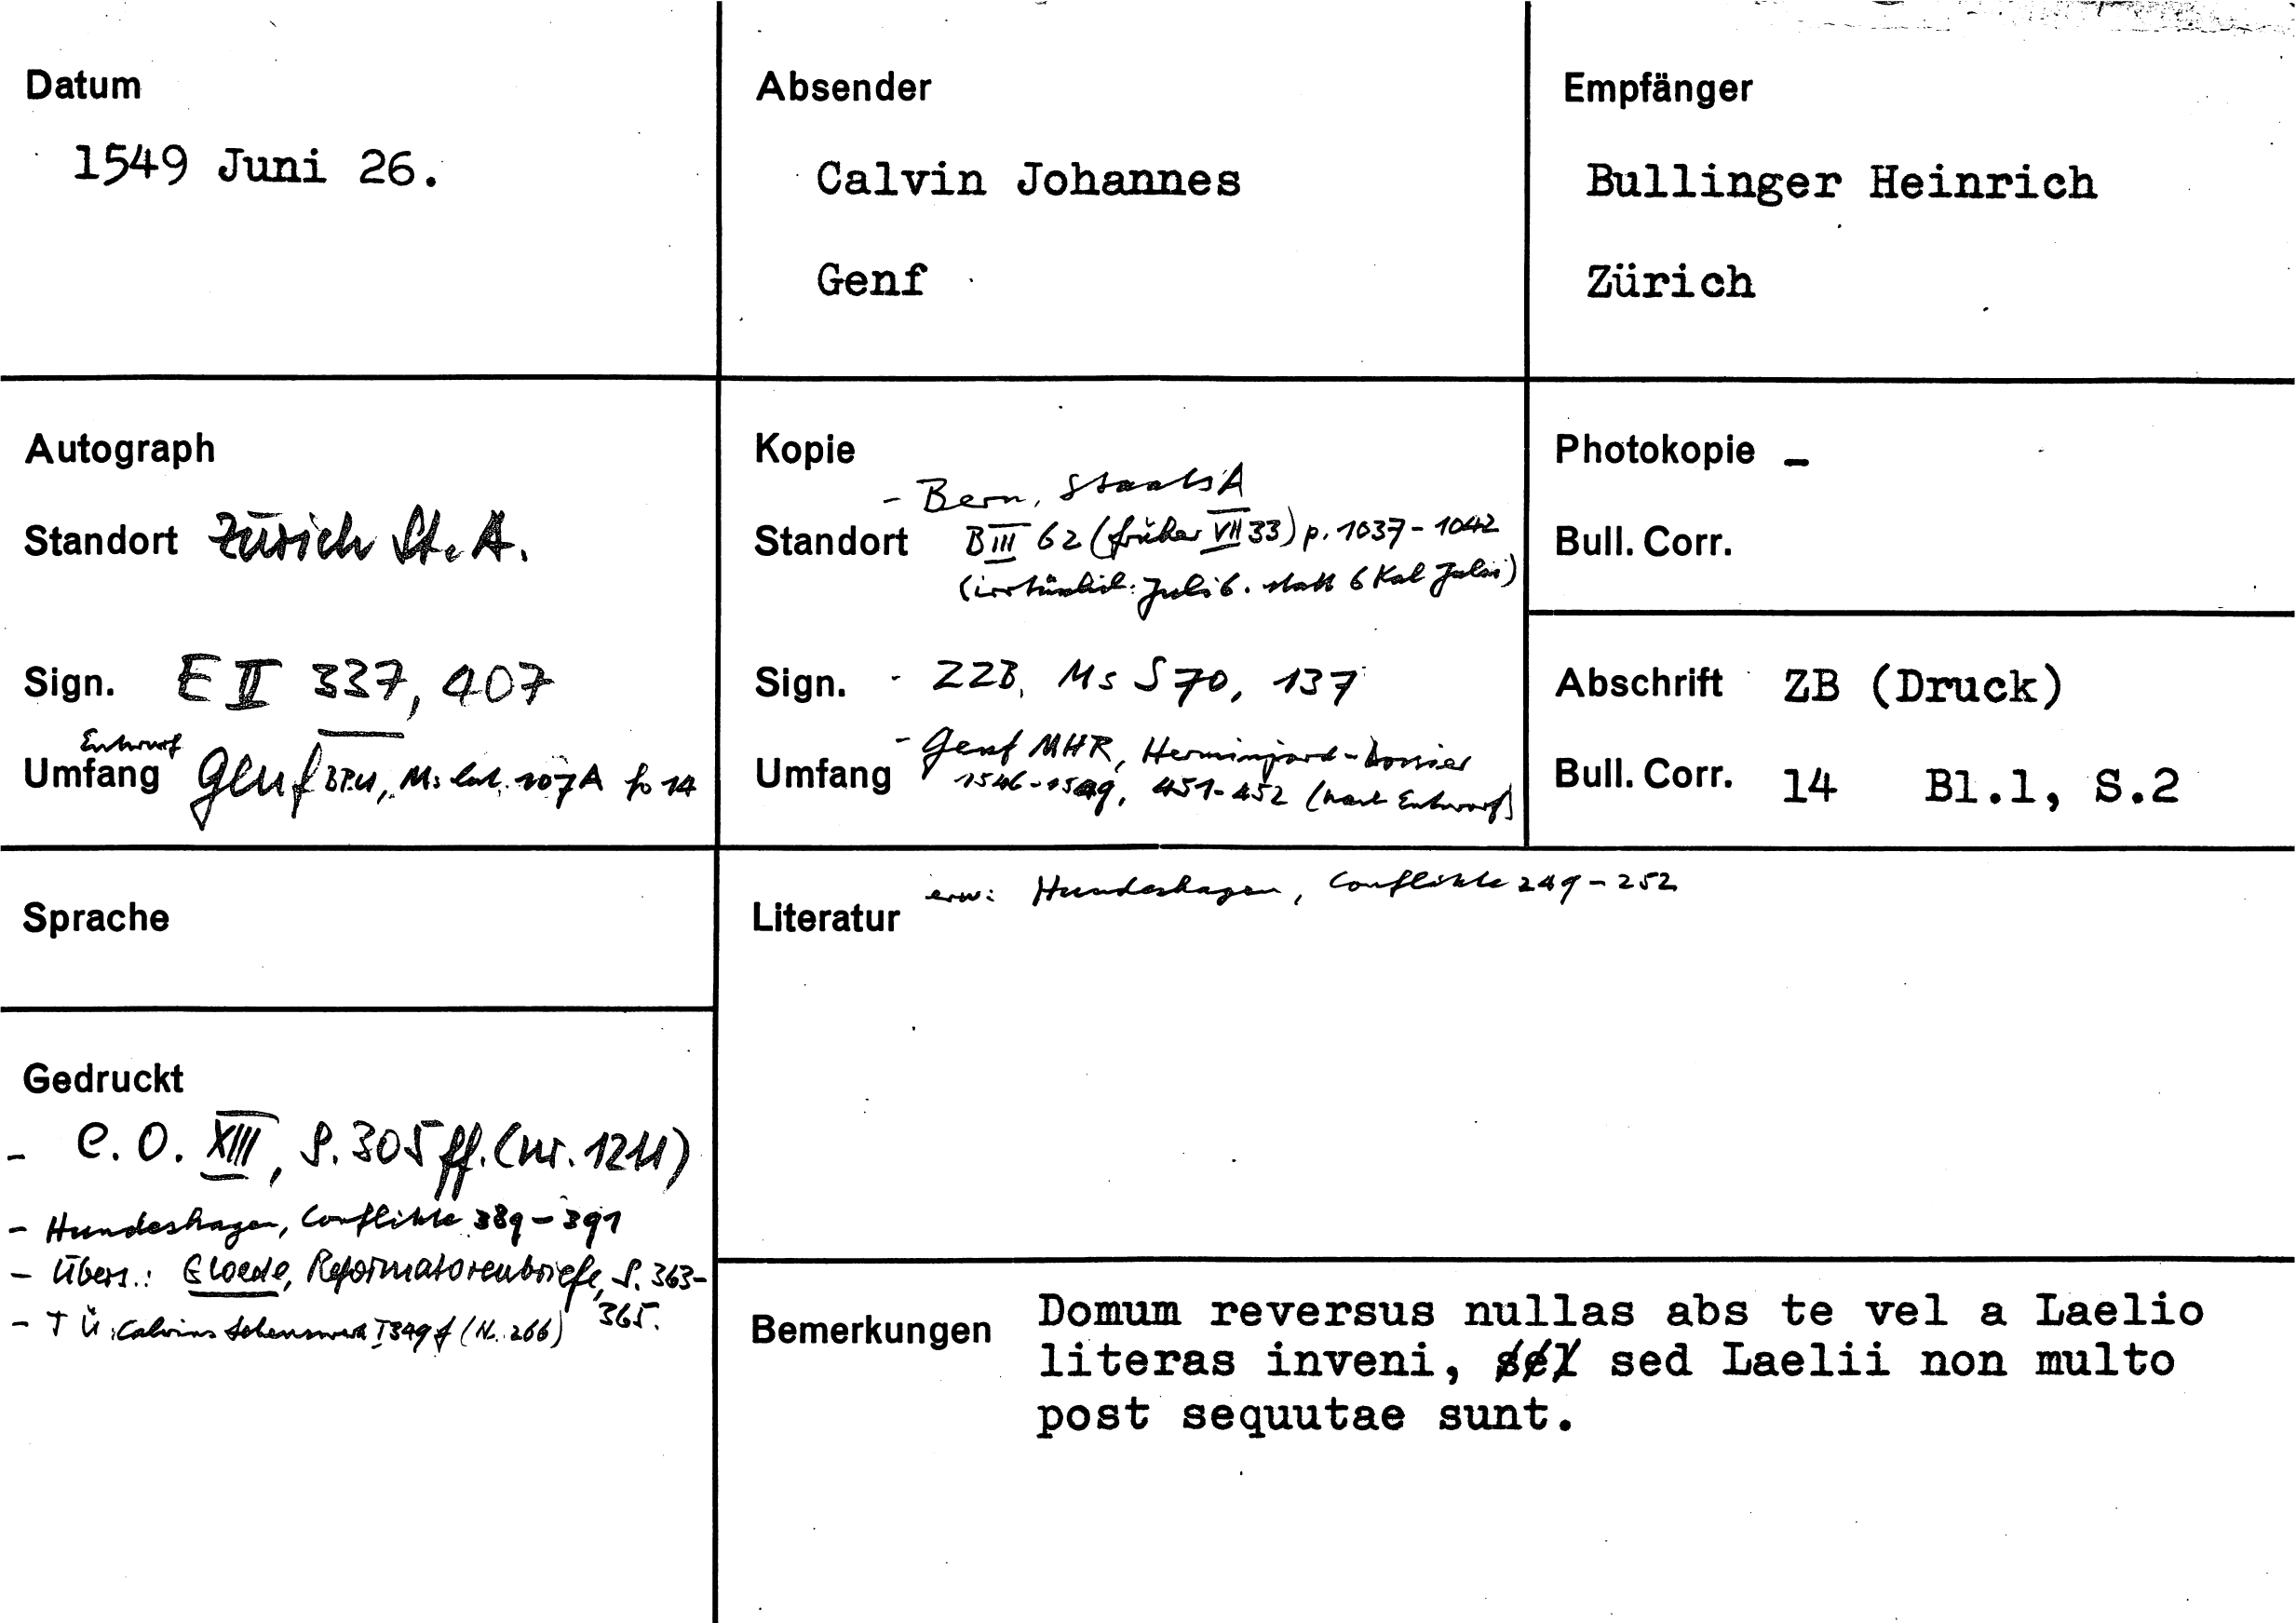 Datum
1549 Juni 26.
Absender
Calvin Johannes
Genf
Empfänger
Bullinger Heinrich
Zürich
Autograph
Standort Zürich St. A.
Sign. E II 337, 407
Entwurf
Umfang Genf BPU, Ms lat. 107A fo 14
Kopie
- Bern, StaatsA
Standort B III 62 (früher VII 33) p. 1037-1042
(irrtümlich: Juli 6. statt 6 Kal Julii)
Sign. - ZZB, Ms S 70, 137
- Genf MHR, Herminjard-Dossier
Umfang 1546-1549, 451-452 (nach Entwurf)
Photokopie -
Bull. Corr.
Abschrift ZB (Druck)
Bull. Corr. 14 Bl.1, S.2
Sprache
erw: Hundeshagen, Conflikte 249-252
Literatur
Gedruckt
- C. O. XIII, S. 305 ff. (nr. 1211)
- Hundeshagen, Conflikte 389-391
- Übers.: Gloede, Reformatorenbriefe, S. 363-
365.
- TÜ: Calvins Lebenswerk I 349 f (N. 266)
Bemerkungen
Domum reversus nullas abs te vel a Laelio
literas inveni, sed Laelii non multo
post sequutae sunt.